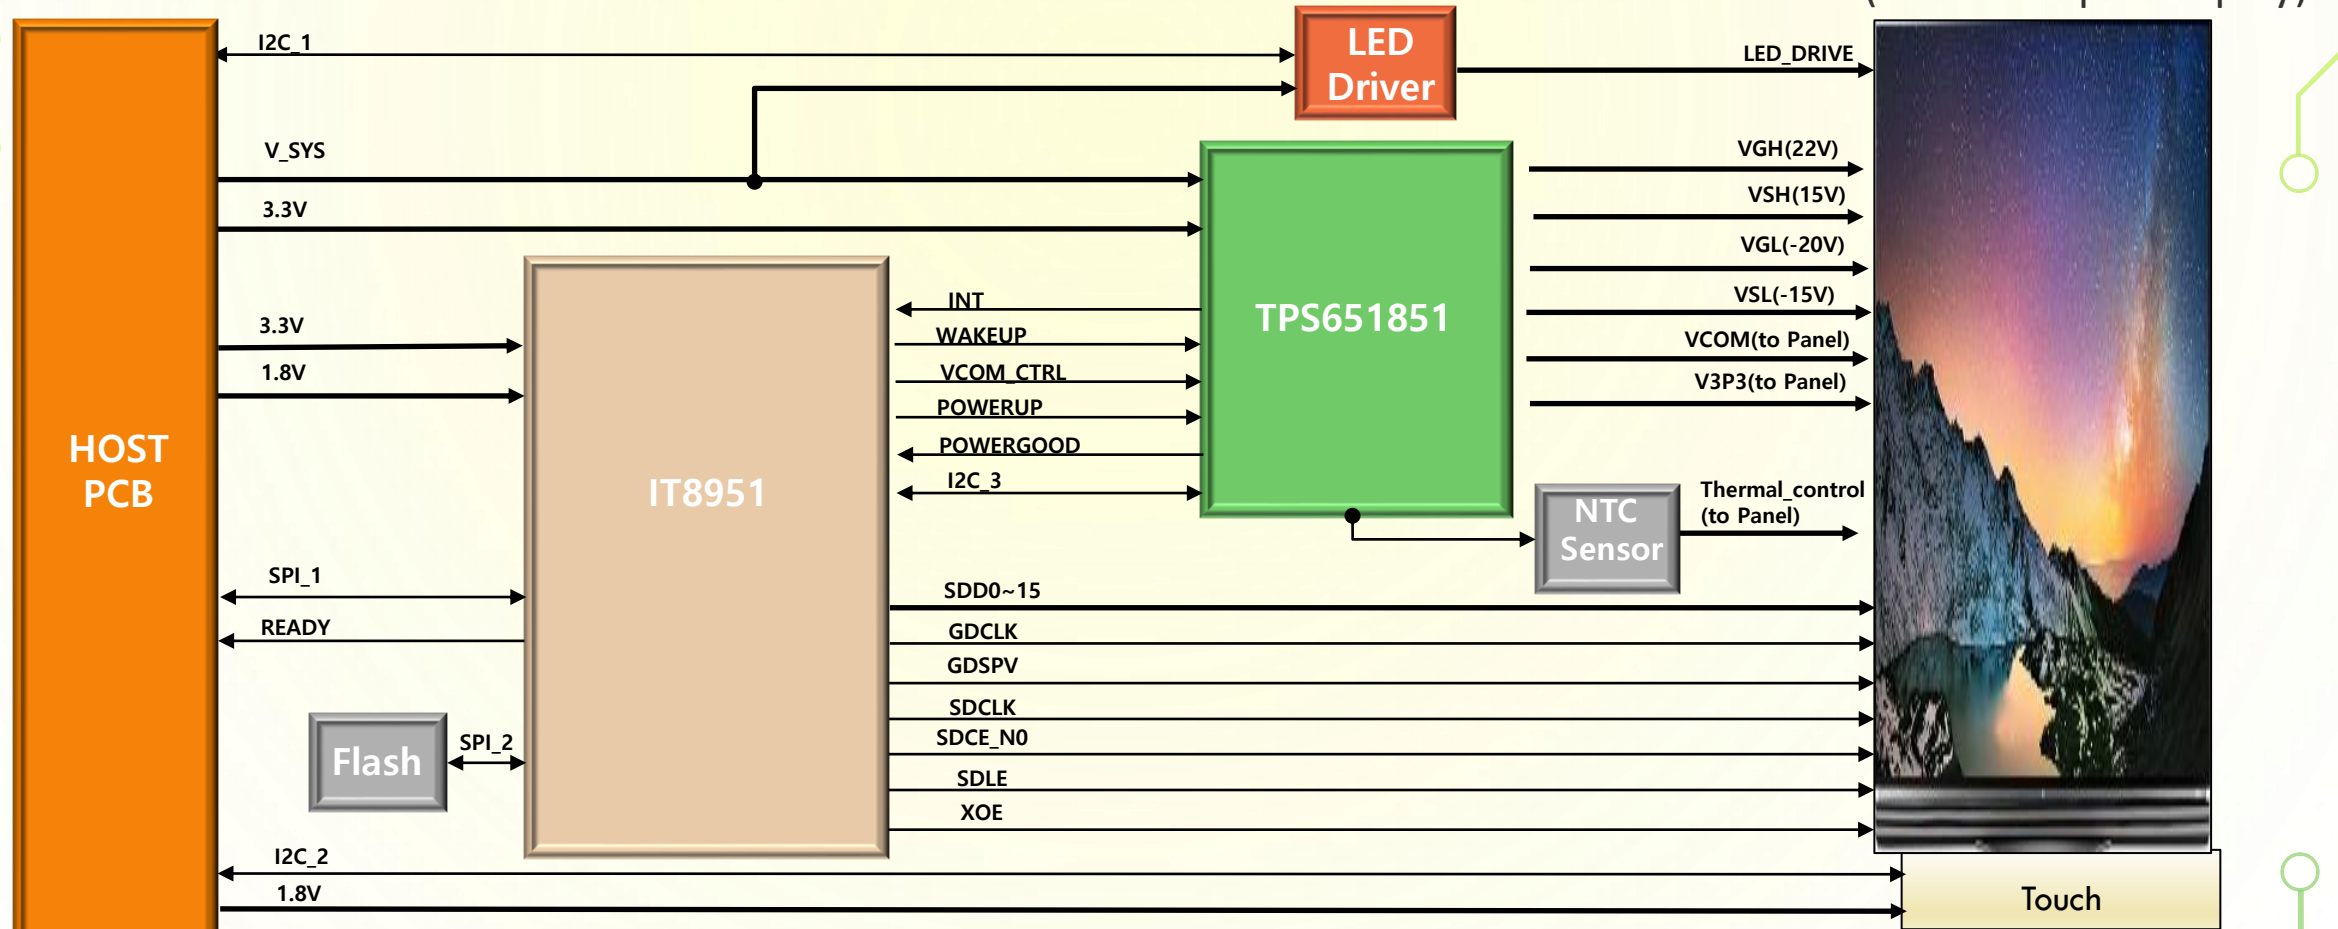 I2C_1
LED
Driver
LED_DRIVE
V_SYS
3.3V
VGH(22V)
VSH(15V)
VGL(-20V)
VSL(-15V)
VCOM(to Panel)
V3P3(to Panel)
TPS651851
INT
WAKEUP
VCOM_CTRL
POWERUP
POWERGOOD
I2C_3
3.3V
1.8V
HOST
PCB
IT8951
NTC
Sensor
Thermal_control
(to Panel)
SPI_1
READY
SDD0~15
GDCLK
GDSPV
SDCLK
SDCE_N0
SDLE
XOE
Flash
SPI_2
I2C_2
1.8V
Touch